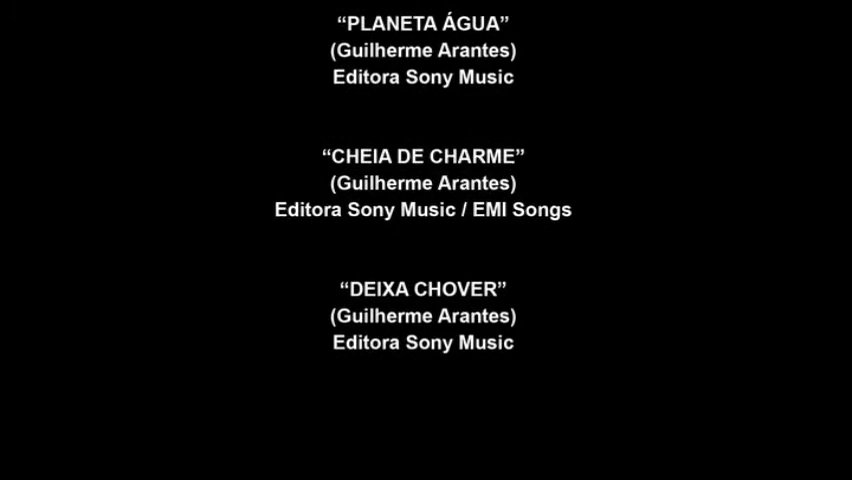 “PLANETA ÁGUA”
(Guilherme Arantes)
Editora Sony Music
“CHEIA DE CHARME”
(Guilherme Arantes)
Editora Sony Music / EMI Songs
“DEIXA CHOVER”
(Guilherme Arantes)
Editora Sony Music